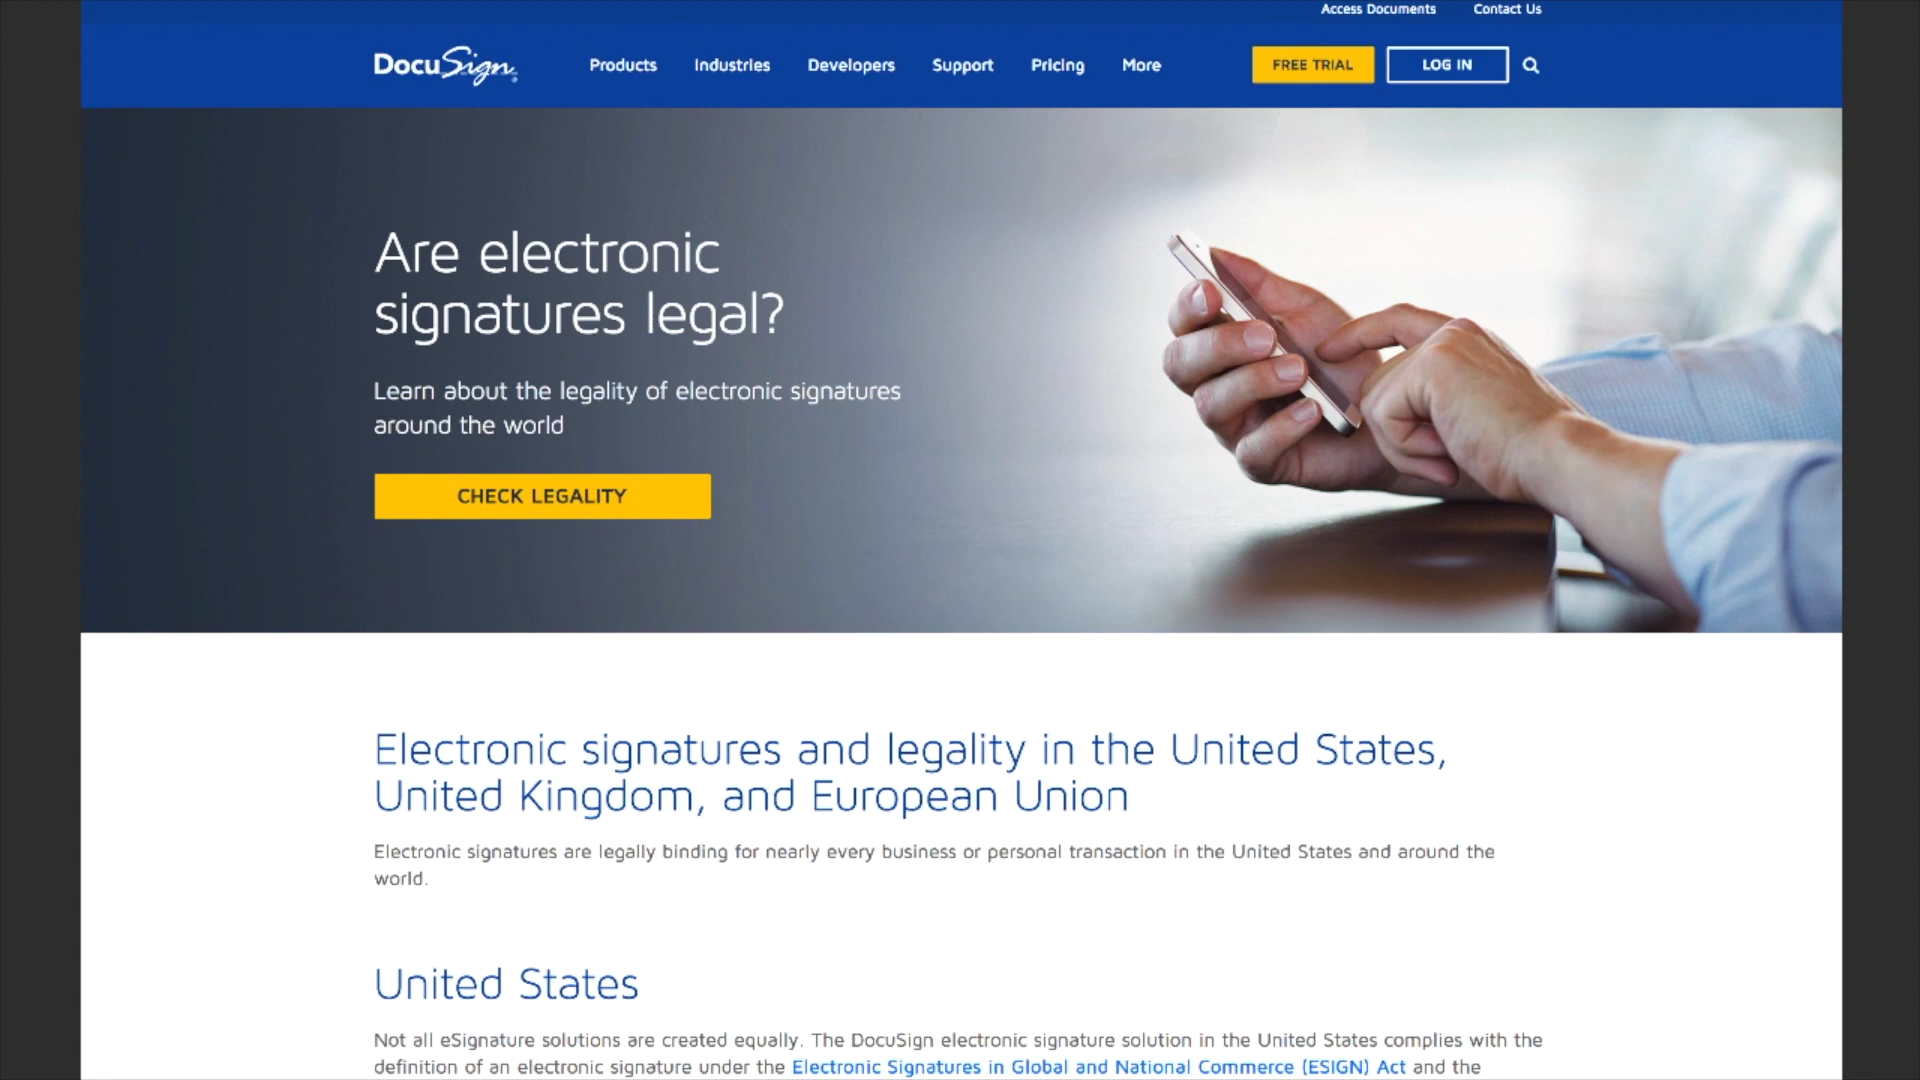 Access Documents Contact Us
DocuSign Products Industries Developers Support Pricing More FREE TRIAL LOG IN
Are electronic
signatures legal?
Learn about the legality of electronic signatures
around the world
CHECK LEGALITY
Electronic signatures and legality in the United States,
United Kingdom, and European Union
Electronic signatures are legally binding for nearly every business or personal transaction in the United States and around the
world.
United States
Not all eSignature solutions are created equally. The DocuSign electronic signature solution in the United States complies with the
definition of an electronic signature under the Electronic Signatures in Global and National Commerce (ESIGN) Act and the